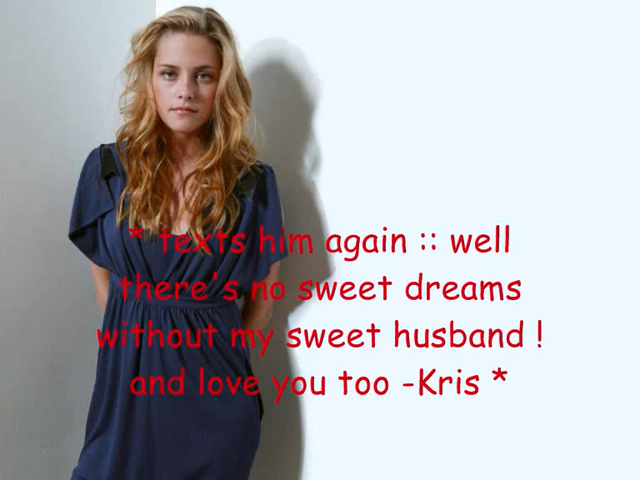 * texts him again :: well
there's no sweet dreams
without my sweet husband !
and love you too -Kris *